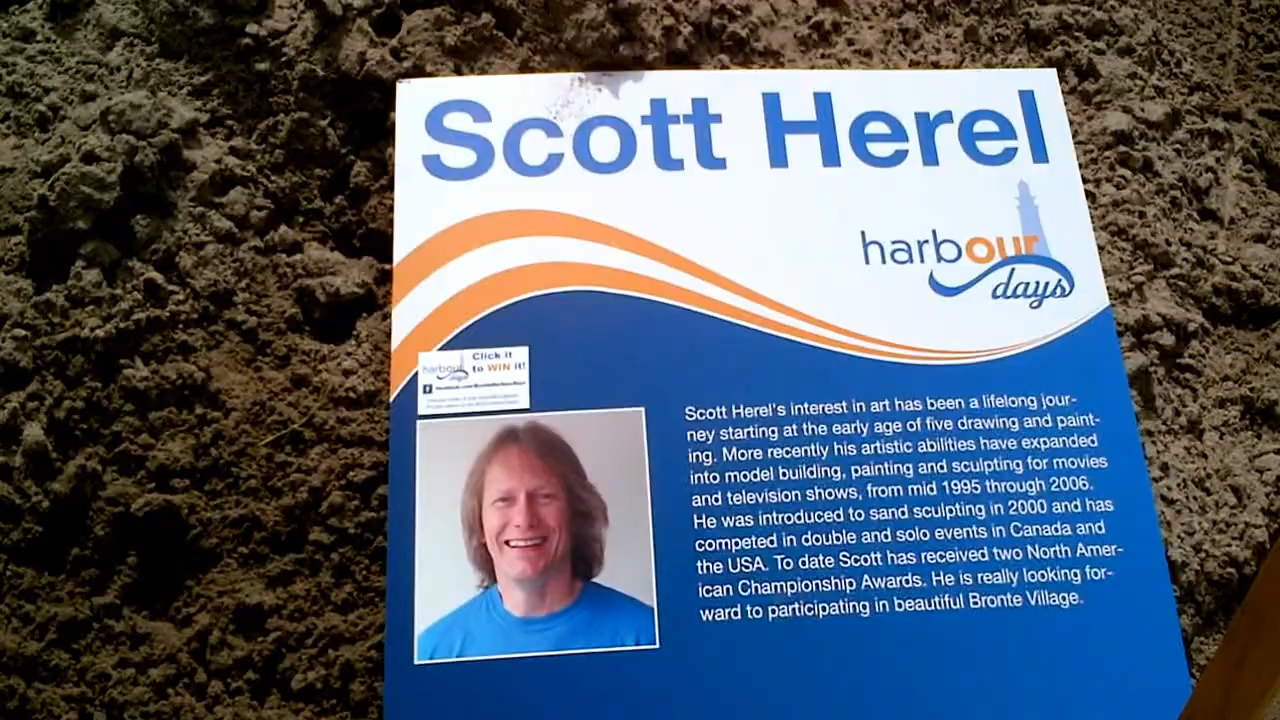 Scott Herel
harbour
days
Click it
to WIN it!
harbour
days
Scott Herel's interest in art has been a lifelong jour-
ney starting at the early age of five drawing and paint-
ing. More recently his artistic abilities have expanded
into model building, painting and sculpting for movies
and television shows, from mid 1995 through 2006.
He was introduced to sand sculpting in 2000 and has
competed in double and solo events in Canada and
the USA. To date Scott has received two North Amer-
ican Championship Awards. He is really looking for-
ward to participating in beautiful Bronte Village.